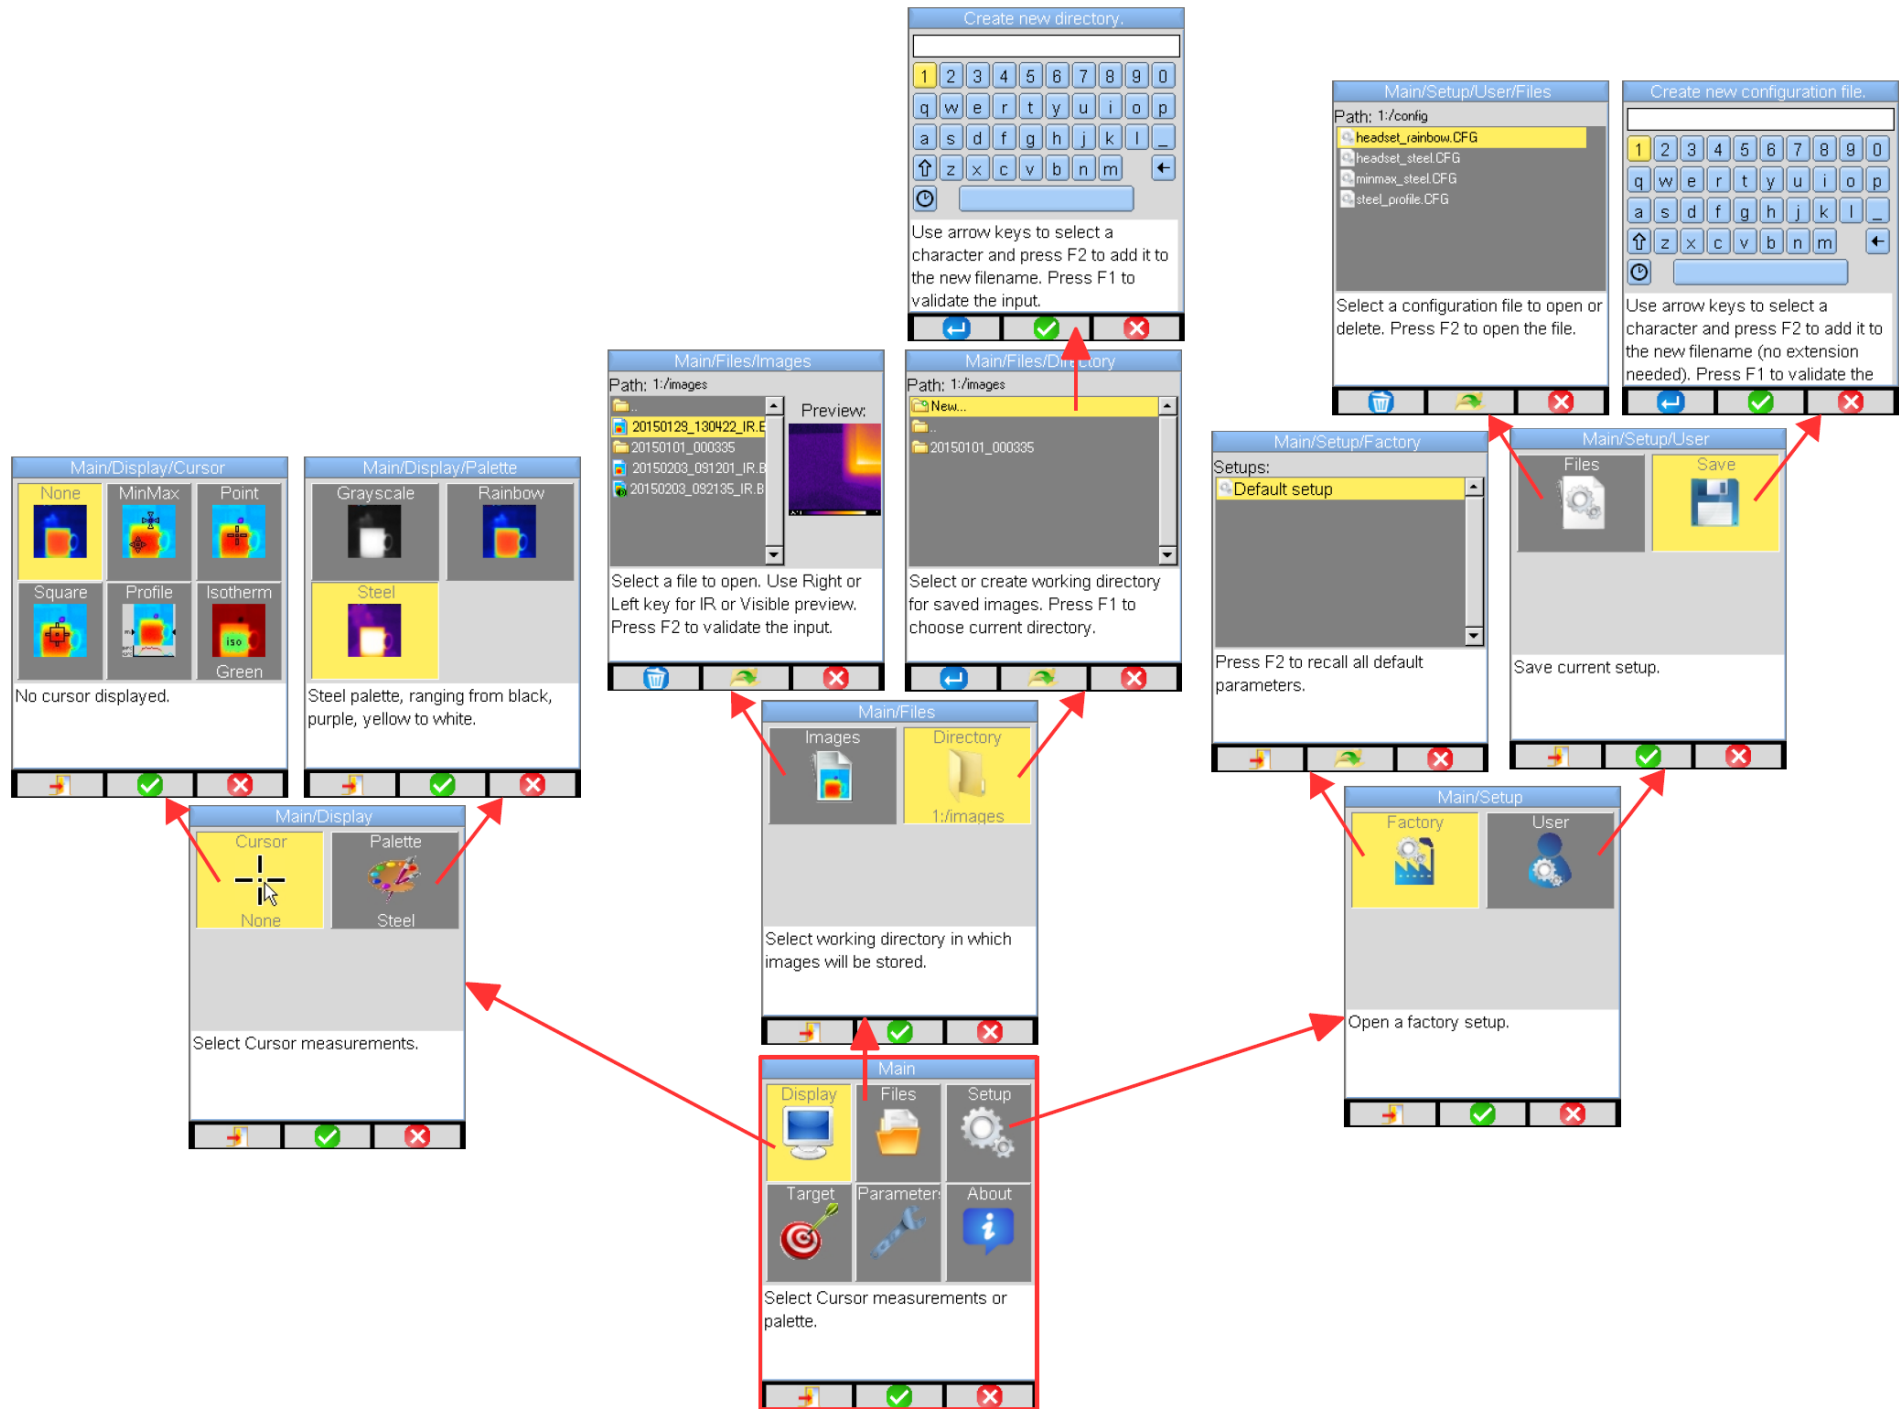 Create new directory.
1 2 3 4 5 6 7 8 9 0
q w e r t y u i o p
a s d f g h j k l _
z x c v b n m
Use arrow keys to select a
character and press F2 to add it to
the new filename. Press F1 to
validate the input.
Main/Setup/User/Files
Path: 1:/config
headset_rainbow.CFG
headset_steel.CFG
minmax_steel.CFG
steel_profile.CFG
Select a configuration file to open or
delete. Press F2 to open the file.
Create new configuration file.
1 2 3 4 5 6 7 8 9 0
q w e r t y u i o p
a s d f g h j k l _
z x c v b n m
Use arrow keys to select a
character and press F2 to add it to
the new filename (no extension
needed). Press F1 to validate the
Main/Files/Images
Path: 1:/images
..
20150129_130422_IR.B
20150101_000335
20150203_091201_IR.B
20150203_092135_IR.B
Preview:
Select a file to open. Use Right or
Left key for IR or Visible preview.
Press F2 to validate the input.
Main/Files/Directory
Path: 1:/images
New...
..
20150101_000335
Select or create working directory
for saved images. Press F1 to
choose current directory.
Main/Setup/Factory
Setups:
Default setup
Press F2 to recall all default
parameters.
Main/Setup/User
Files Save
Save current setup.
Main/Display/Cursor
None MinMax Point
Square Profile Isotherm
iso
Green
No cursor displayed.
Main/Display/Palette
Grayscale Rainbow
Steel
Steel palette, ranging from black,
purple, yellow to white.
Main/Files
Images Directory
1:/images
Select working directory in which
images will be stored.
Main/Setup
Factory User
Open a factory setup.
Main/Display
Cursor Palette
None Steel
Select Cursor measurements.
Main
Display Files Setup
Target Parameters About
Select Cursor measurements or
palette.